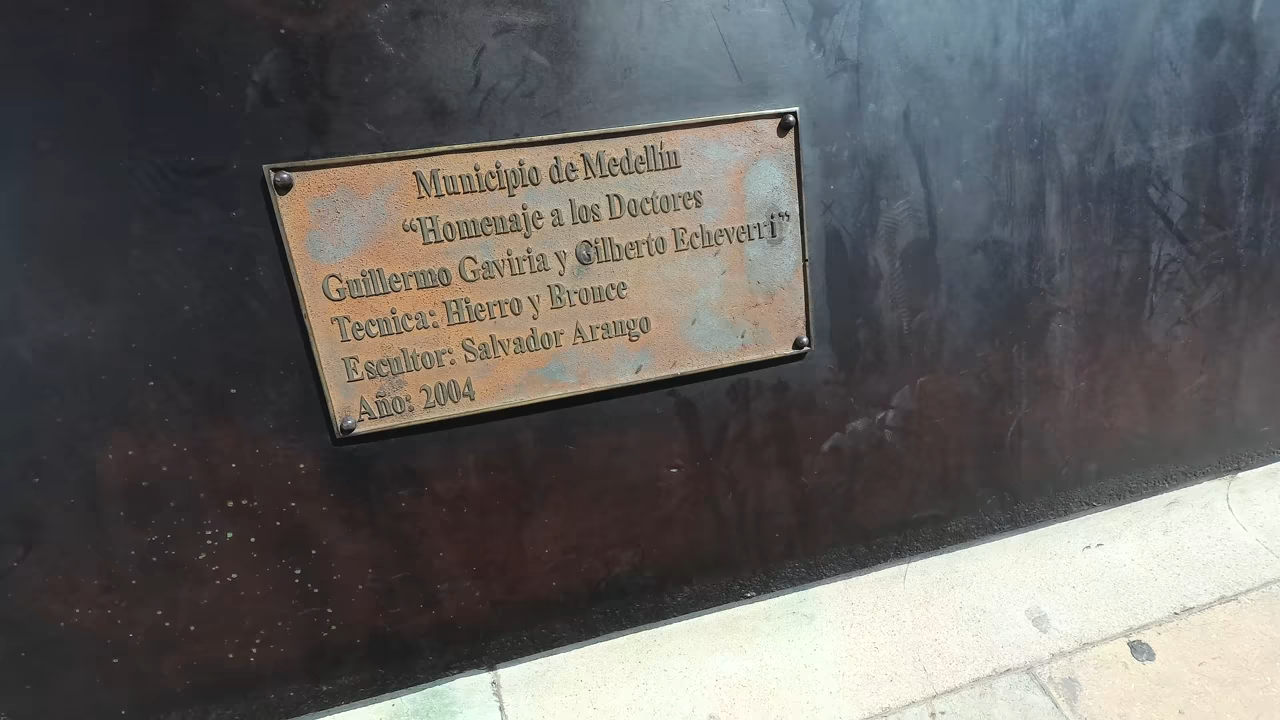 Municipio de Medellín
“Homenaje a los Doctores
Guillermo Gaviria y Gilberto Echeverri”
Tecnica: Hierro y Bronce
Escultor: Salvador Arango
Año: 2004